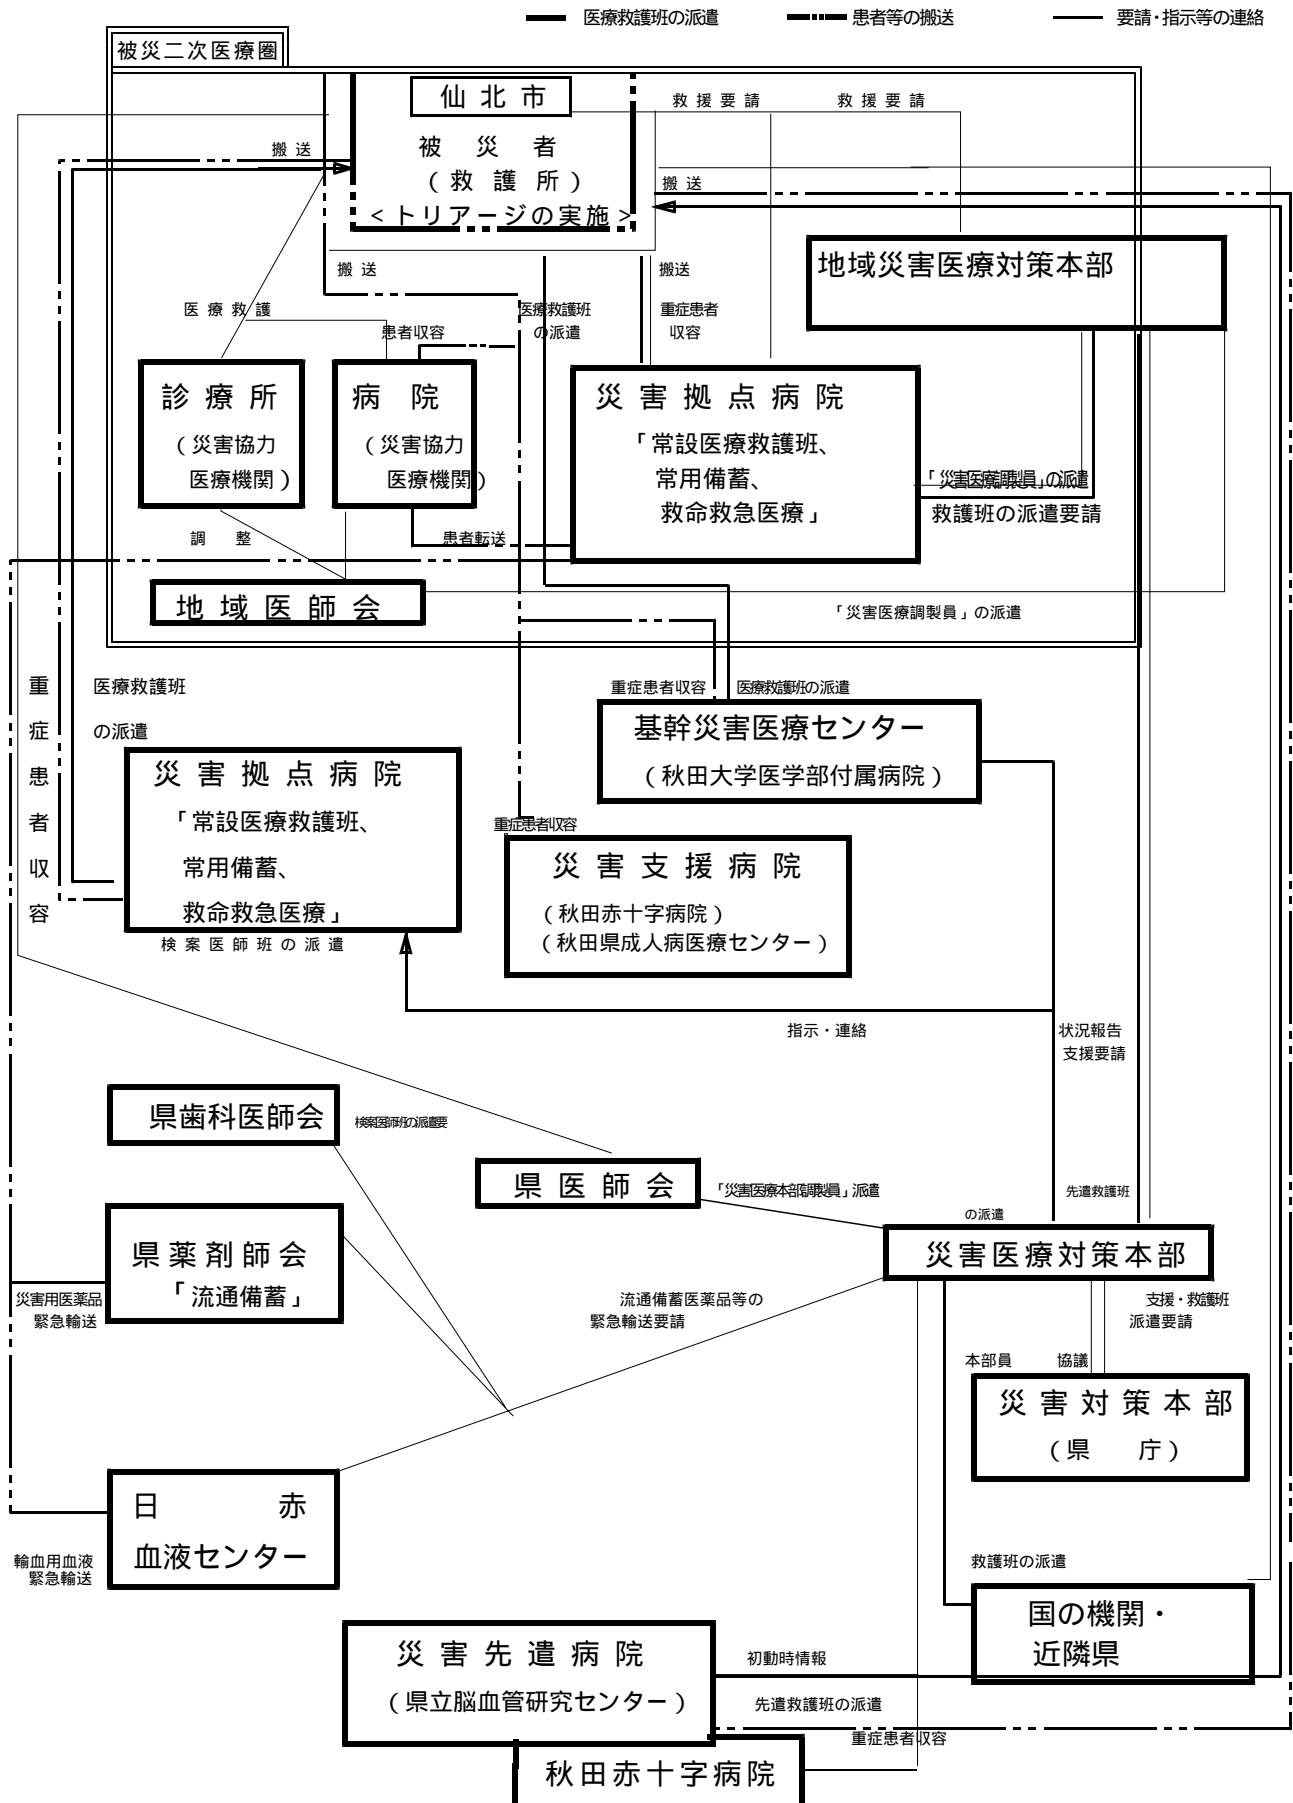 医療救護班の派遣
患者等の搬送
要請・指示等の連絡
被災二次医療圏
仙北市
救援要請
救援要請
被災者
(救護所)
<トリアージの実施>
搬送
搬送
搬送
搬送
地域災害医療対策本部
医療救護
患者収容
医療救護班
の派遣
重症患者
収容
診療所
(災害協力
医療機関)
病院
(災害協力
医療機関)
災害拠点病院
「常設医療救護班、
常用備蓄、
救命救急医療」
「災害医療調製員」の派遣
救護班の派遣要請
調整
患者転送
地域医師会
「災害医療調製員」の派遣
重症患者収容
医療救護班
の派遣
重症患者収容
医療救護班の派遣
基幹災害医療センター
(秋田大学医学部付属病院)
災害拠点病院
「常設医療救護班、
常用備蓄、
救命救急医療」
検案医師班の派遣
重症患者収容
災害支援病院
(秋田赤十字病院)
(秋田県成人病医療センター)
指示・連絡
状況報告
支援要請
県歯科医師会
検案医師班の派遣要
県医師会
「災害医療本部調製員」派遣
先遣救護班
の派遣
災害医療対策本部
県薬剤師会
「流通備蓄」
災害用医薬品
緊急輸送
流通備蓄医薬品等の
緊急輸送要請
支援・救護班
派遣要請
本部員
協議
災害対策本部
(県庁)
日赤
血液センター
輸血用血液
緊急輸送
救護班の派遣
国の機関・
近隣県
災害先遣病院
(県立脳血管研究センター)
初動時情報
先遣救護班の派遣
重症患者収容
秋田赤十字病院